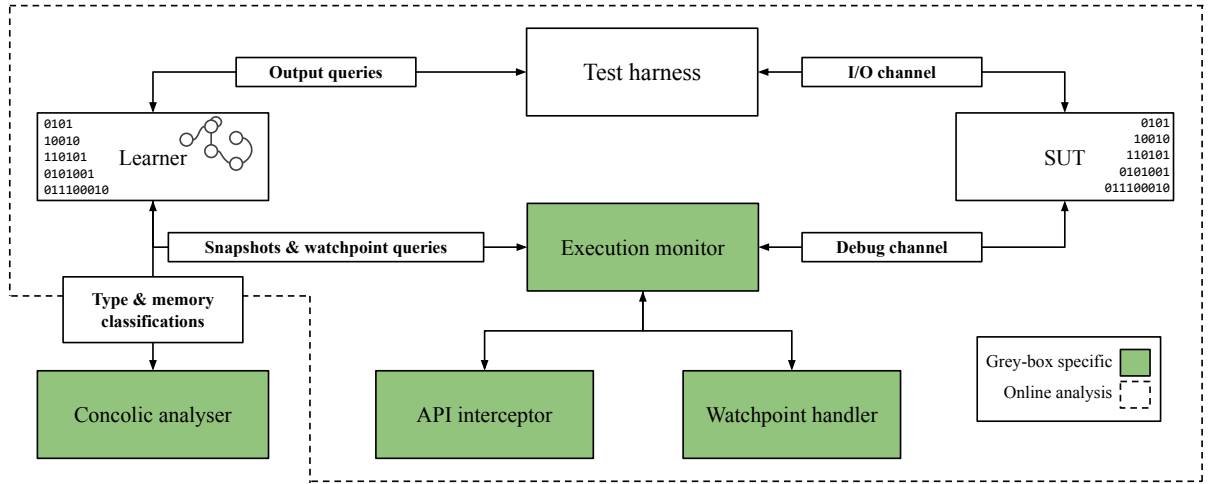 Output queries
Test harness
I/O channel
0101
10010
110101
0101001
011100010
Learner
SUT
0101
10010
110101
0101001
011100010
Snapshots & watchpoint queries
Execution monitor
Debug channel
Type & memory
classifications
Grey-box specific
Online analysis
Concolic analyser
API interceptor
Watchpoint handler